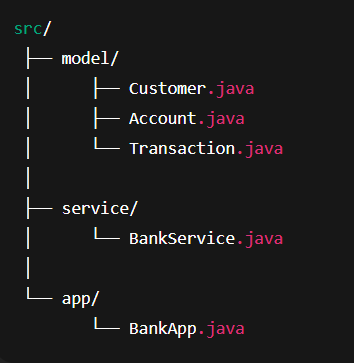 src/
├── model/
│     ├── Customer.java
│     ├── Account.java
│     └── Transaction.java
│
├── service/
│     └── BankService.java
│
└── app/
      └── BankApp.java